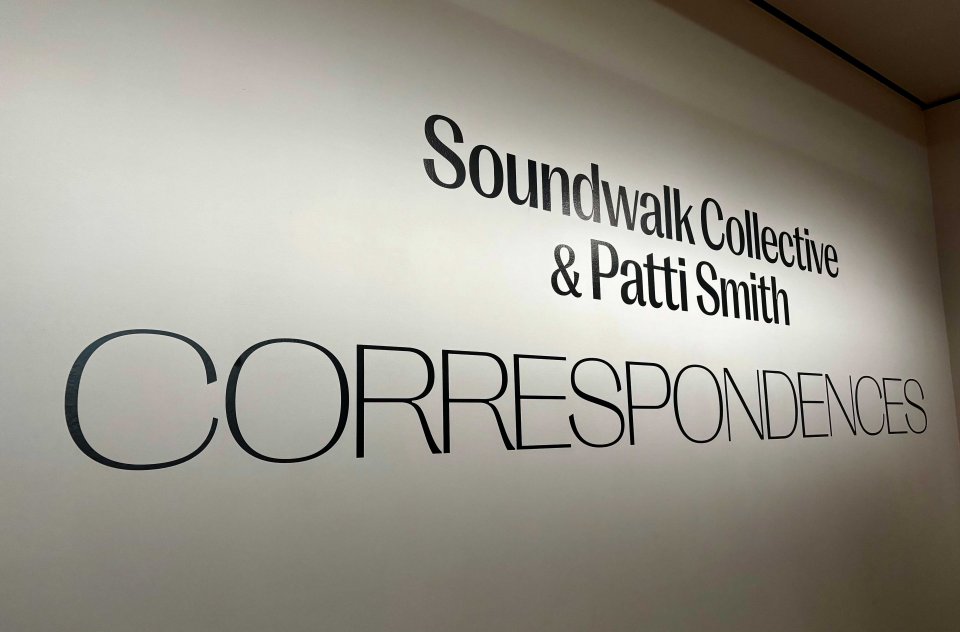 Soundwalk Collective
& Patti Smith
CORRESPONDENCES